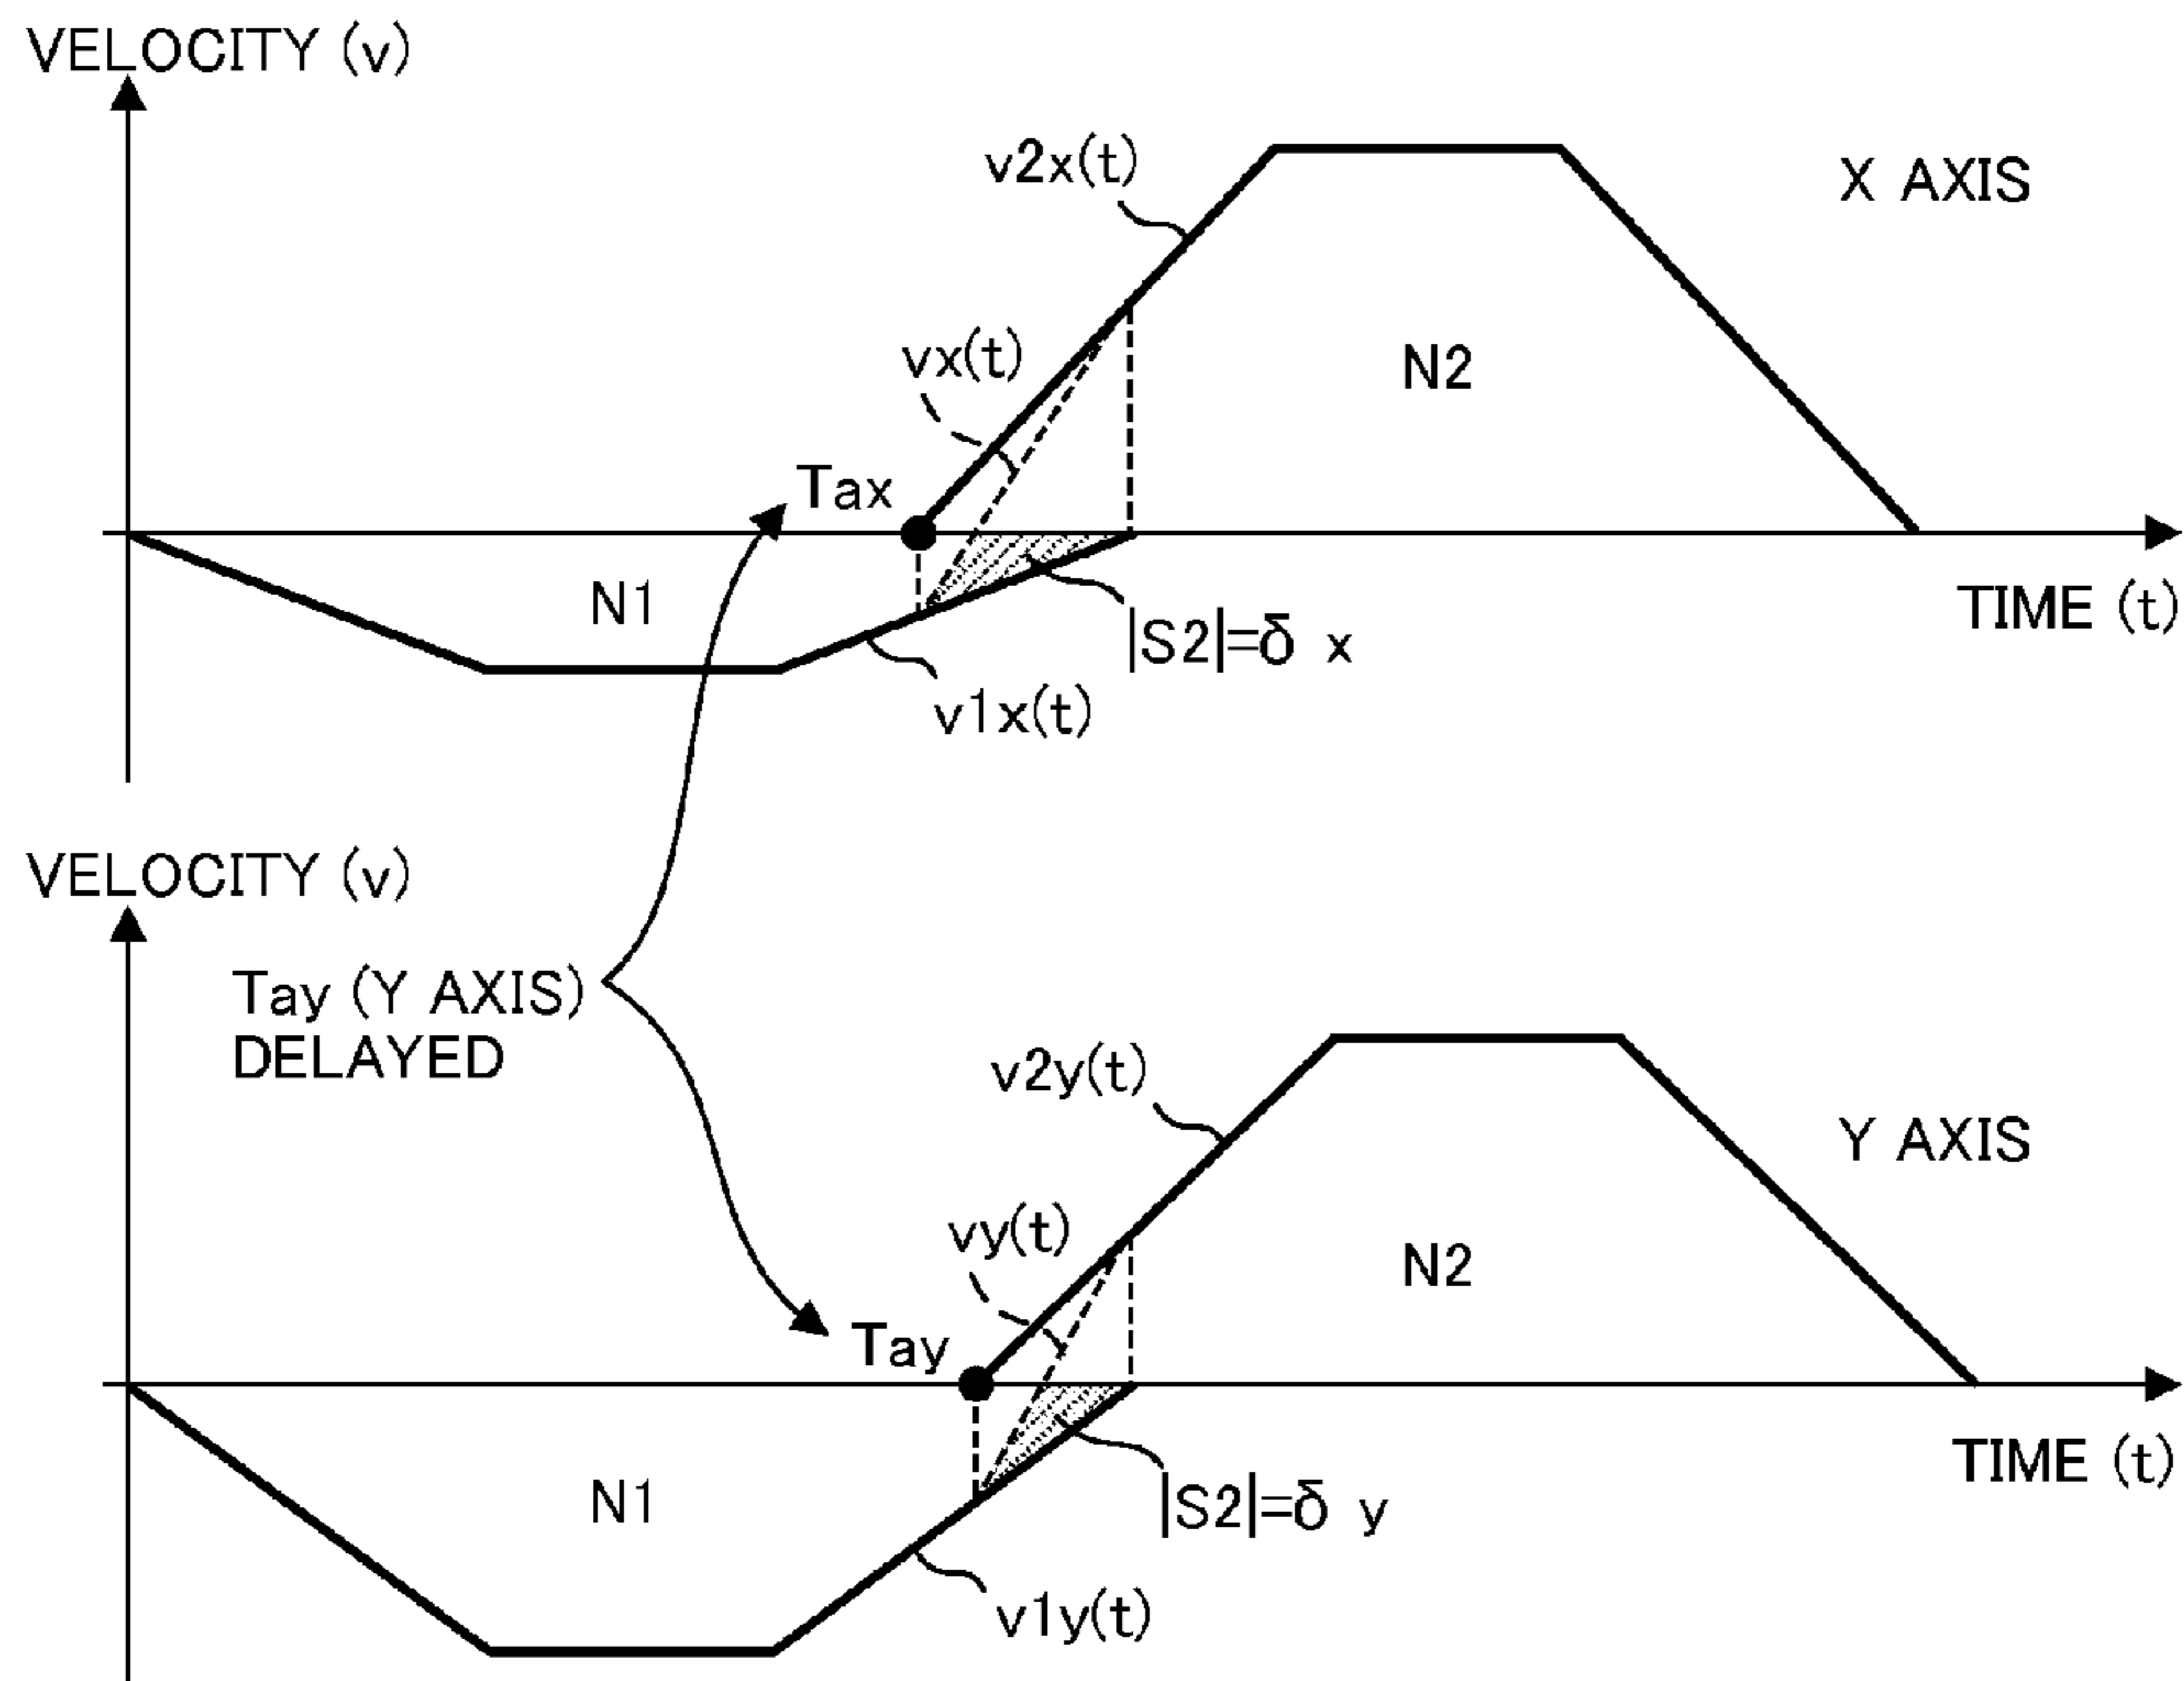 VELOCITY (v)
v2x(t)
X AXIS
vx(t)
N2
Tax
N1
TIME (t)
|S2|=δ x
v1x(t)
VELOCITY (v)
Tay (Y AXIS)
DELAYED
v2y(t)
Y AXIS
vy(t)
N2
Tay
N1
TIME (t)
|S2|=δ y
v1y(t)